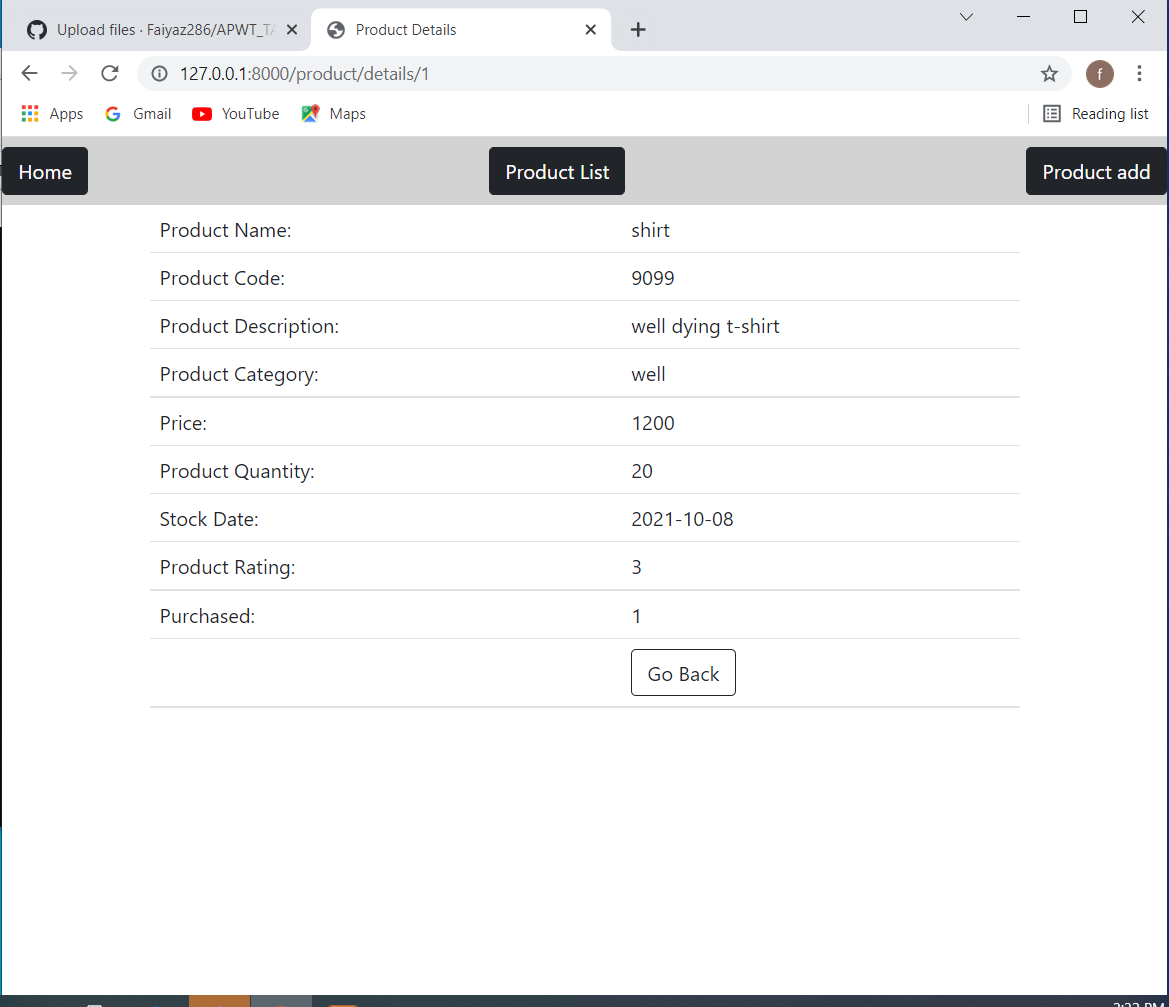 Upload files · Faiyaz286/APWT_TA
Product Details
127.0.0.1:8000/product/details/1
f
Apps Gmail YouTube Maps Reading list
Home Product List Product add
Product Name: shirt
Product Code: 9099
Product Description: well dying t-shirt
Product Category: well
Price: 1200
Product Quantity: 20
Stock Date: 2021-10-08
Product Rating: 3
Purchased: 1
Go Back